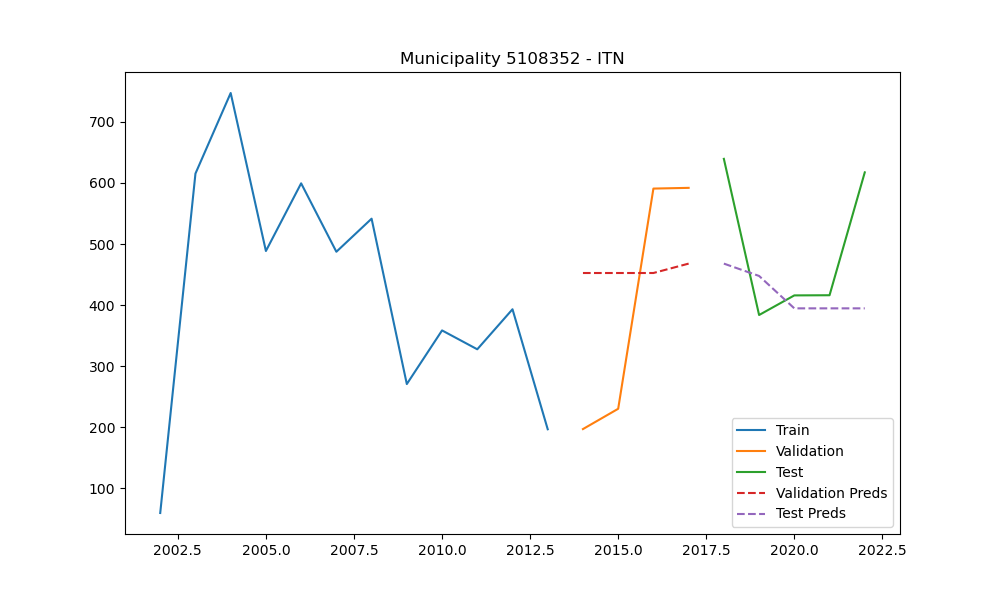 Municipality 5108352 - ITN
700
600
500
400
300
200
100
2002.5 2005.0 2007.5 2010.0 2012.5 2015.0 2017.5 2020.0 2022.5
Train
Validation
Test
Validation Preds
Test Preds